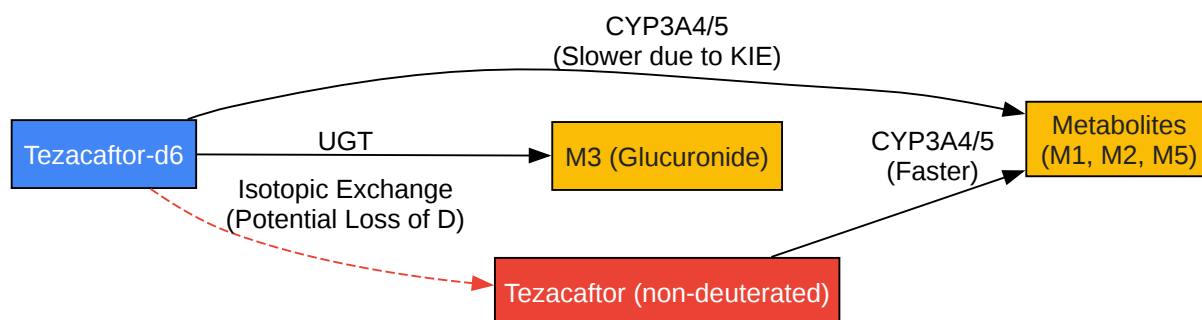 CYP3A4/5
(Slower due to KIE)
Tezacaftor-d6
UGT
M3 (Glucuronide)
CYP3A4/5
(Faster)
Metabolites
(M1, M2, M5)
Isotopic Exchange
(Potential Loss of D)
Tezacaftor (non-deuterated)